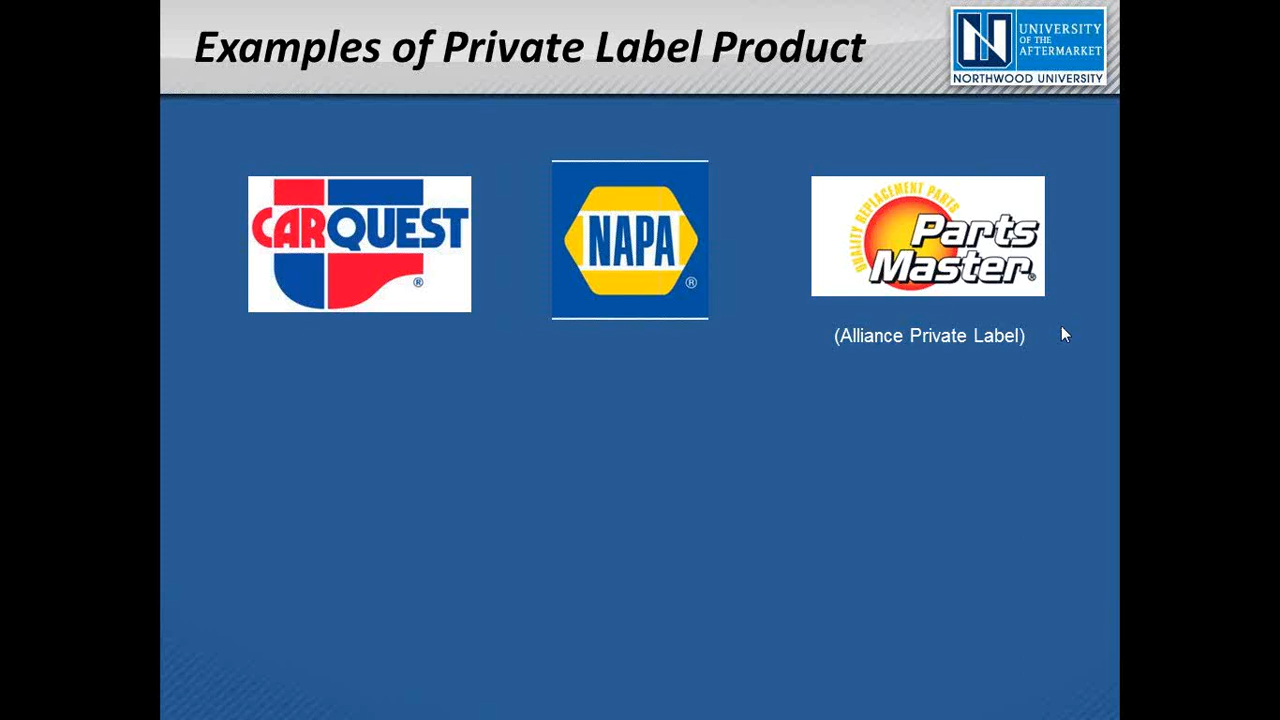 Examples of Private Label Product
N
UNIVERSITY
OF THE
AFTERMARKET
NORTHWOOD UNIVERSITY
CARQUEST
®
NAPA
®
QUALITY REPLACEMENT PARTS
Parts
Master®
(Alliance Private Label)